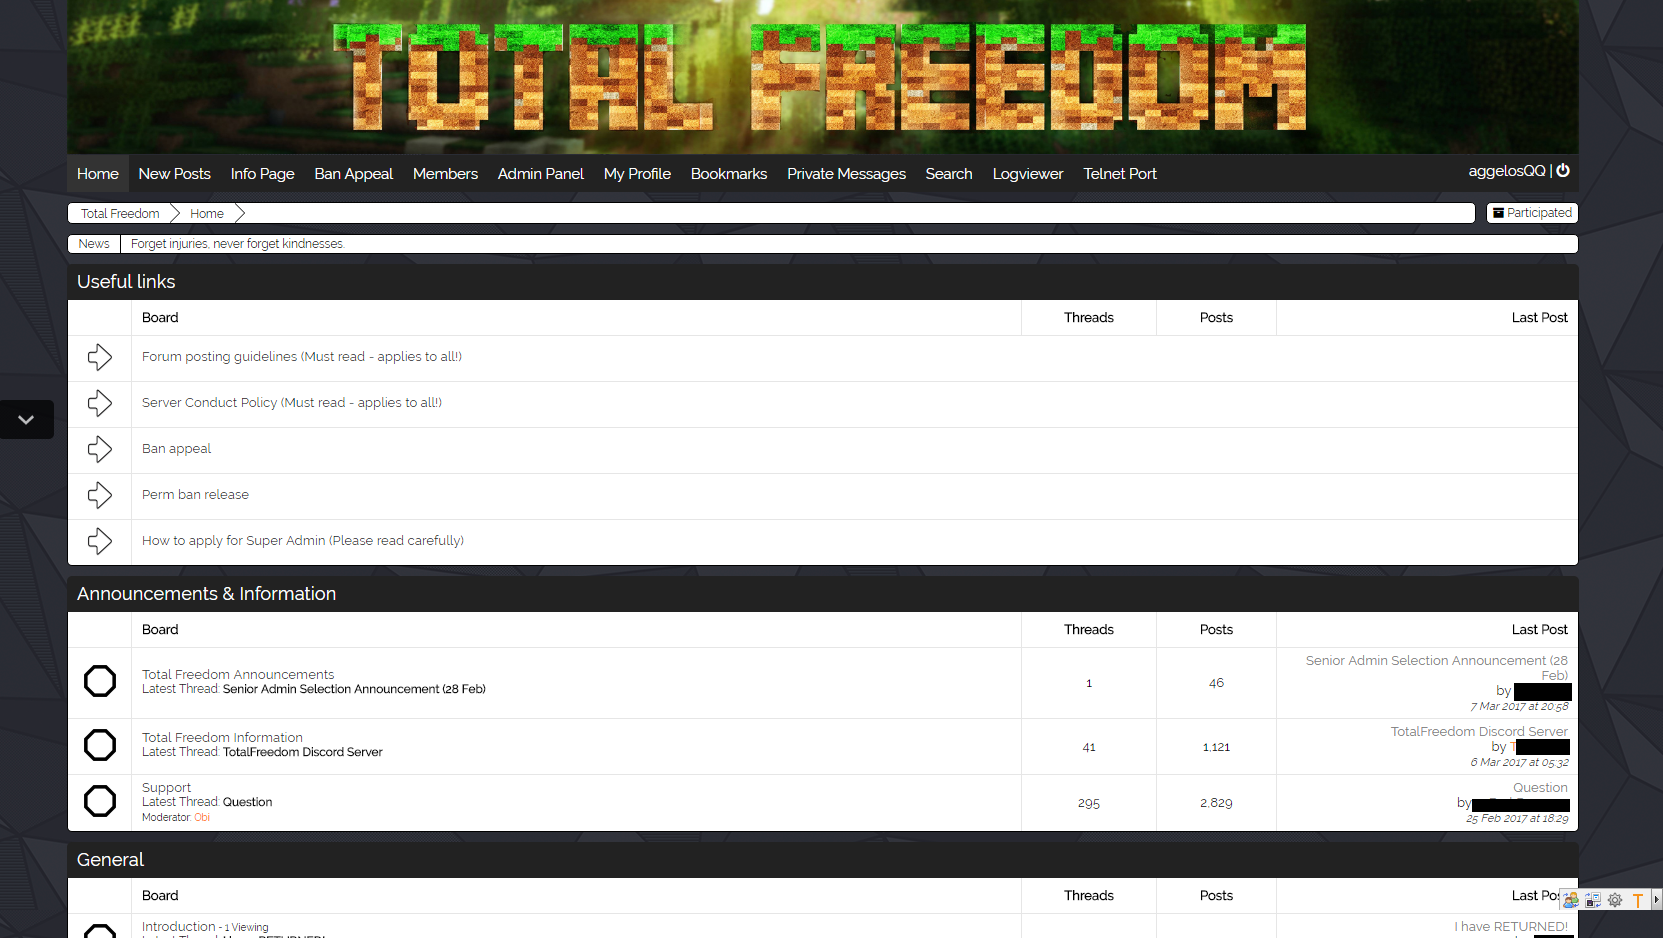 TOTAL FREEDOM
Home New Posts Info Page Ban Appeal Members Admin Panel My Profile Bookmarks Private Messages Search Logviewer Telnet Port aggelosQQ |
Total Freedom Home Participated
News Forget injuries, never forget kindnesses.
Useful links
Board Threads Posts Last Post
Forum posting guidelines (Must read - applies to all!)
Server Conduct Policy (Must read - applies to all!)
Ban appeal
Perm ban release
How to apply for Super Admin (Please read carefully)
Announcements & Information
Board Threads Posts Last Post
Total Freedom Announcements
Latest Thread: Senior Admin Selection Announcement (28 Feb)
1 46
Senior Admin Selection Announcement (28
Feb)
by
7 Mar 2017 at 20:58
Total Freedom Information
Latest Thread: TotalFreedom Discord Server
41 1,121
TotalFreedom Discord Server
by T
6 Mar 2017 at 05:32
Support
Latest Thread: Question
Moderator: Obi
295 2,829
Question
by
25 Feb 2017 at 18:29
General
Board Threads Posts Last
Introduction - 1 Viewing
I have RETURNED!